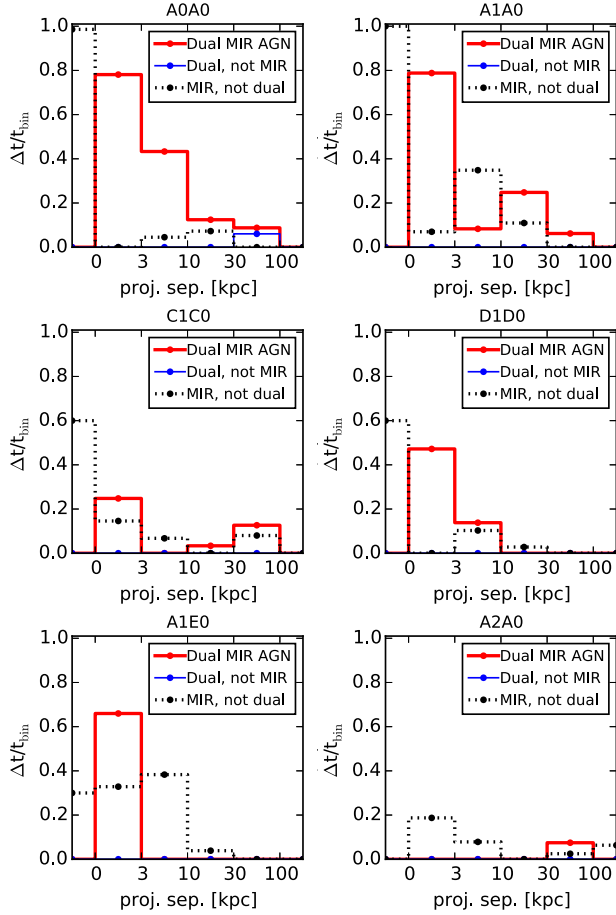 A0A0
1.0
0.8
0.6
0.4
0.2
0.0
Δt/t_bin
Dual MIR AGN
Dual, not MIR
MIR, not dual
0 3 10 30 100
proj. sep. [kpc]
A1A0
1.0
0.8
0.6
0.4
0.2
0.0
Δt/t_bin
Dual MIR AGN
Dual, not MIR
MIR, not dual
0 3 10 30 100
proj. sep. [kpc]
C1C0
1.0
0.8
0.6
0.4
0.2
0.0
Δt/t_bin
Dual MIR AGN
Dual, not MIR
MIR, not dual
0 3 10 30 100
proj. sep. [kpc]
D1D0
1.0
0.8
0.6
0.4
0.2
0.0
Δt/t_bin
Dual MIR AGN
Dual, not MIR
MIR, not dual
0 3 10 30 100
proj. sep. [kpc]
A1E0
1.0
0.8
0.6
0.4
0.2
0.0
Δt/t_bin
Dual MIR AGN
Dual, not MIR
MIR, not dual
0 3 10 30 100
proj. sep. [kpc]
A2A0
1.0
0.8
0.6
0.4
0.2
0.0
Δt/t_bin
Dual MIR AGN
Dual, not MIR
MIR, not dual
0 3 10 30 100
proj. sep. [kpc]